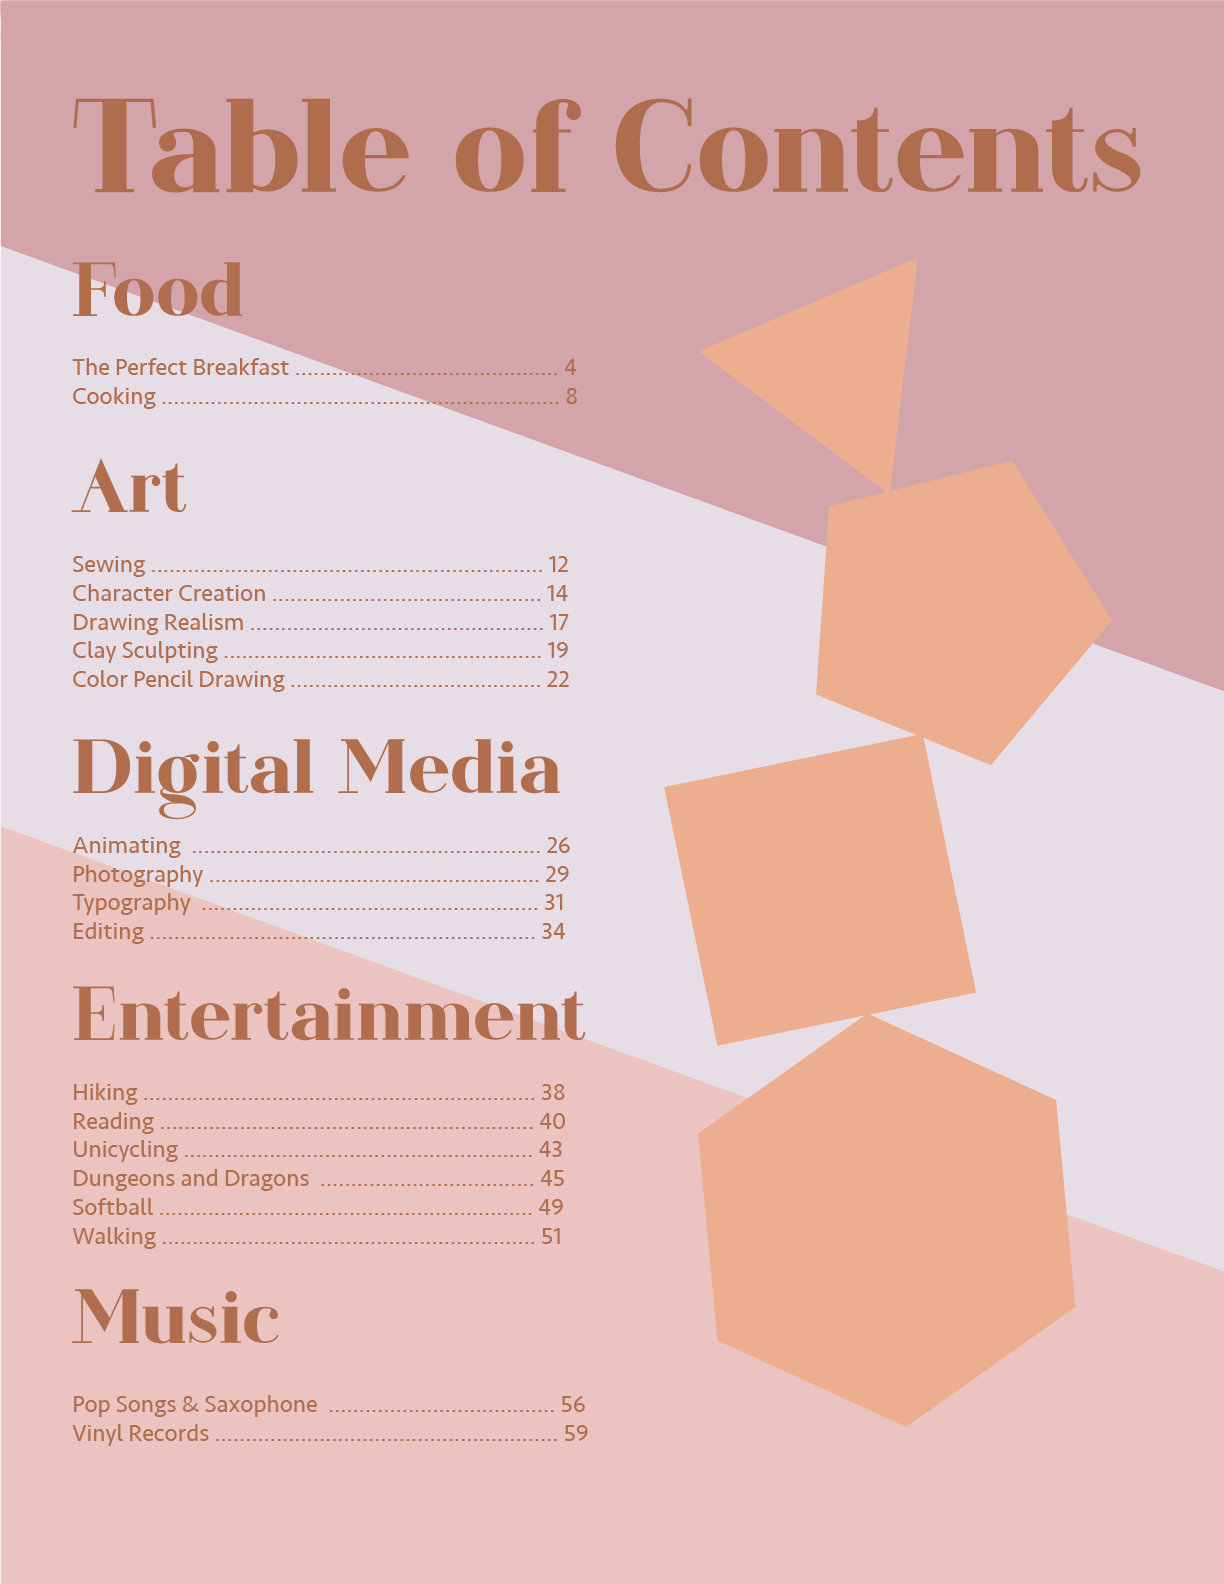 Table of Contents
Food
The Perfect Breakfast ........................................... 4
Cooking ................................................................. 8
Art
Sewing ................................................................ 12
Character Creation ............................................ 14
Drawing Realism ................................................ 17
Clay Sculpting .................................................... 19
Color Pencil Drawing ......................................... 22
Digital Media
Animating ......................................................... 26
Photography ...................................................... 29
Typography ....................................................... 31
Editing ............................................................... 34
Entertainment
Hiking ................................................................ 38
Reading ............................................................. 40
Unicycling ......................................................... 43
Dungeons and Dragons ................................... 45
Softball ............................................................. 49
Walking ............................................................. 51
Music
Pop Songs & Saxophone ..................................... 56
Vinyl Records ........................................................ 59